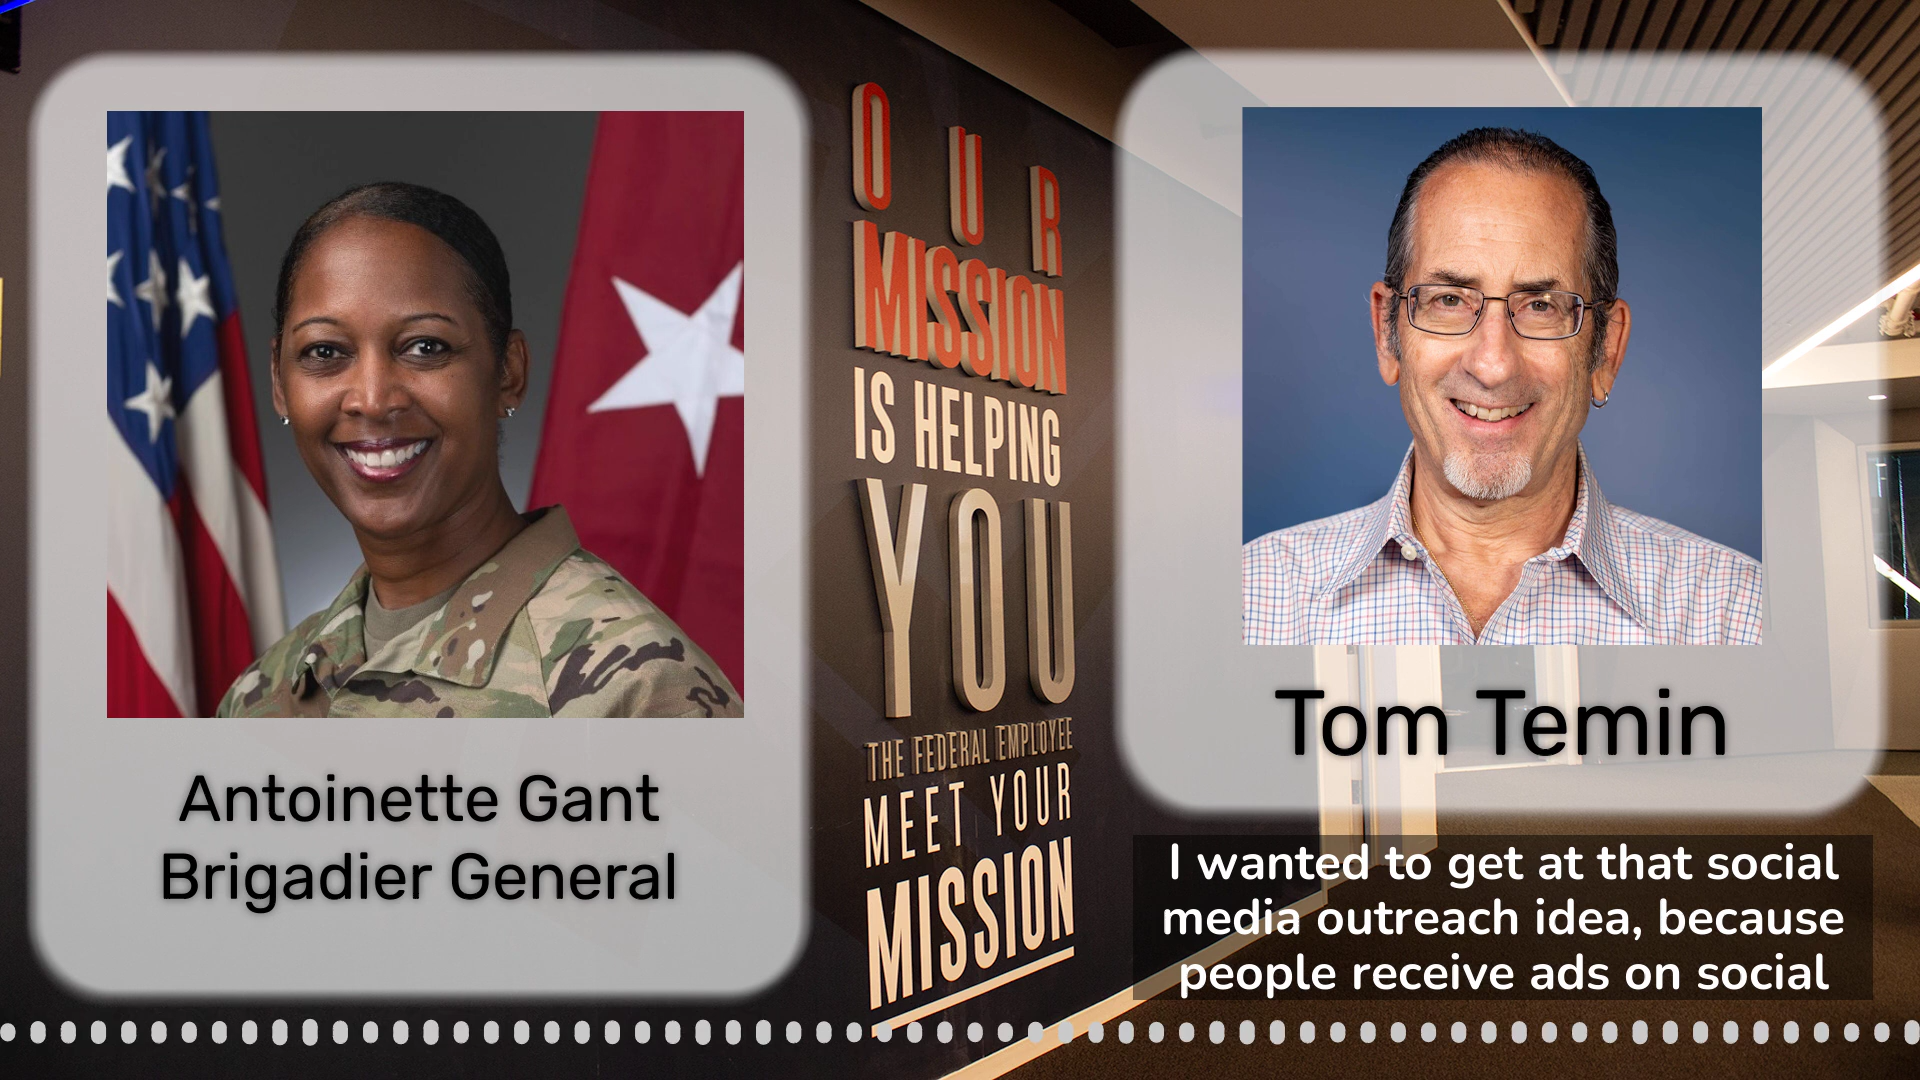 Antoinette Gant
Brigadier General
OUR
MISSION
IS HELPING
YOU
THE FEDERAL EMPLOYEE
MEET YOUR
MISSION
Tom Temin
I wanted to get at that social
media outreach idea, because
people receive ads on social